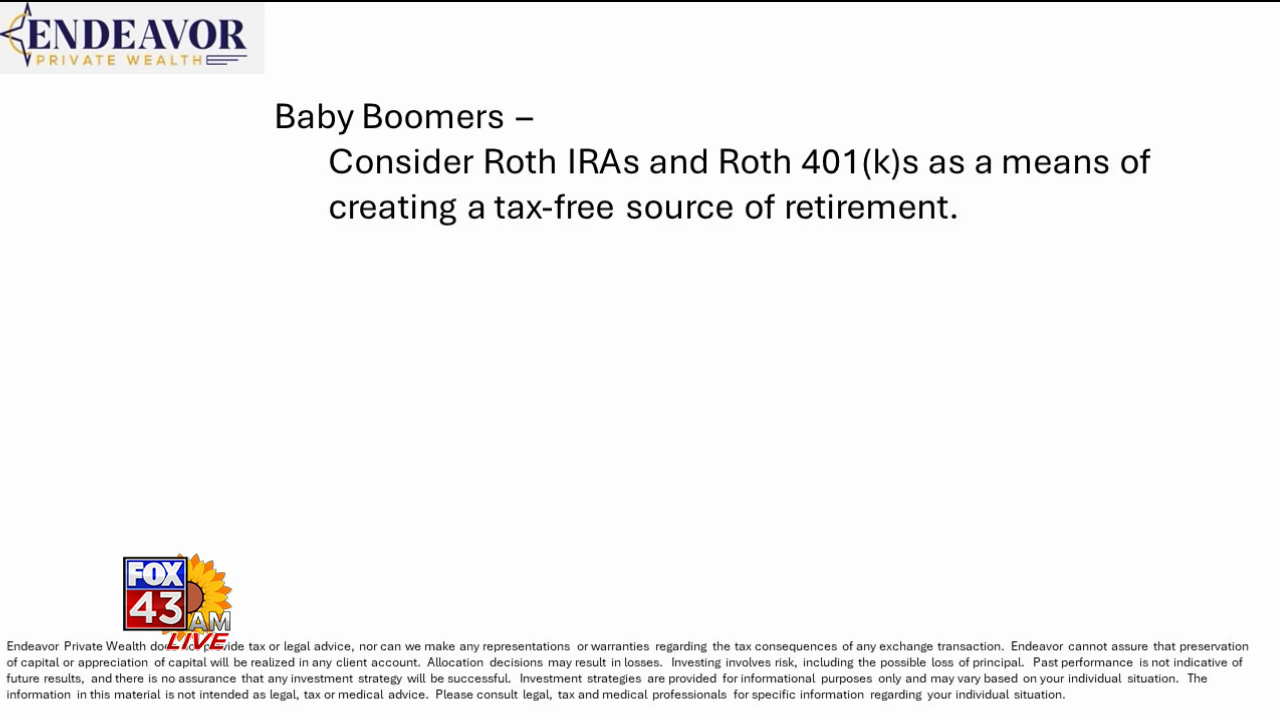 ENDEAVOR
PRIVATE WEALTH
Baby Boomers –
Consider Roth IRAs and Roth 401(k)s as a means of
creating a tax-free source of retirement.
FOX
43
AM
LIVE
Endeavor Private Wealth does not provide tax or legal advice, nor can we make any representations or warranties regarding the tax consequences of any exchange transaction. Endeavor cannot assure that preservation
of capital or appreciation of capital will be realized in any client account. Allocation decisions may result in losses. Investing involves risk, including the possible loss of principal. Past performance is not indicative of
future results, and there is no assurance that any investment strategy will be successful. Investment strategies are provided for informational purposes only and may vary based on your individual situation. The
information in this material is not intended as legal, tax or medical advice. Please consult legal, tax and medical professionals for specific information regarding your individual situation.